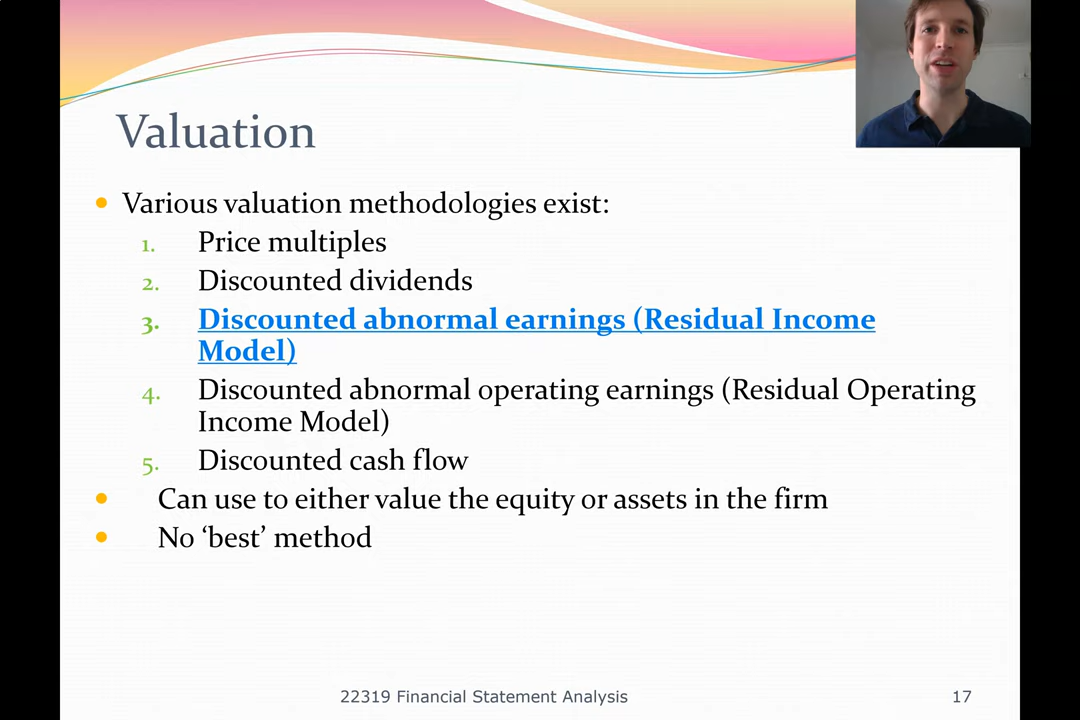 Valuation
Various valuation methodologies exist:
1. Price multiples
2. Discounted dividends
3. Discounted abnormal earnings (Residual Income
Model)
4. Discounted abnormal operating earnings (Residual Operating
Income Model)
5. Discounted cash flow
Can use to either value the equity or assets in the firm
No ‘best’ method
22319 Financial Statement Analysis
17